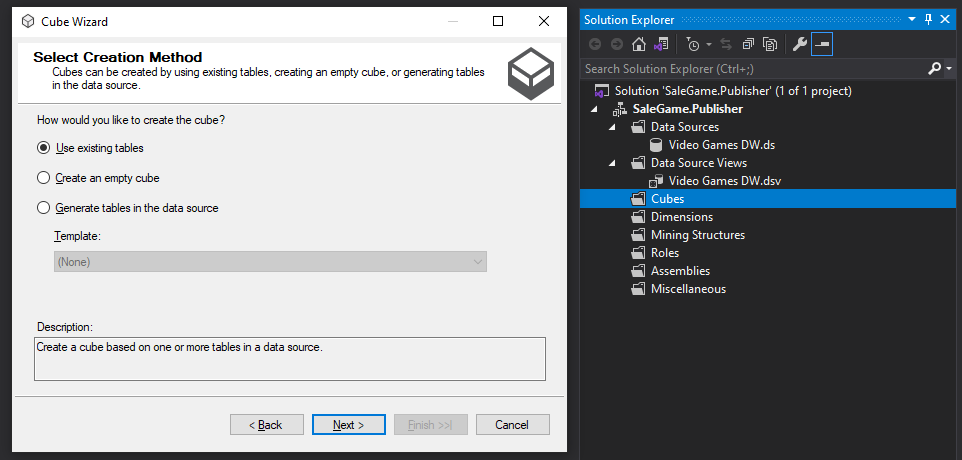 Cube Wizard
Select Creation Method
Cubes can be created by using existing tables, creating an empty cube, or generating tables
in the data source.
How would you like to create the cube?
Use existing tables
Create an empty cube
Generate tables in the data source
Template:
(None)
Description:
Create a cube based on one or more tables in a data source.
< Back
Next >
Finish >>|
Cancel
Solution Explorer
Search Solution Explorer (Ctrl+;)
Solution 'SaleGame.Publisher' (1 of 1 project)
SaleGame.Publisher
Data Sources
Video Games DW.ds
Data Source Views
Video Games DW.dsv
Cubes
Dimensions
Mining Structures
Roles
Assemblies
Miscellaneous